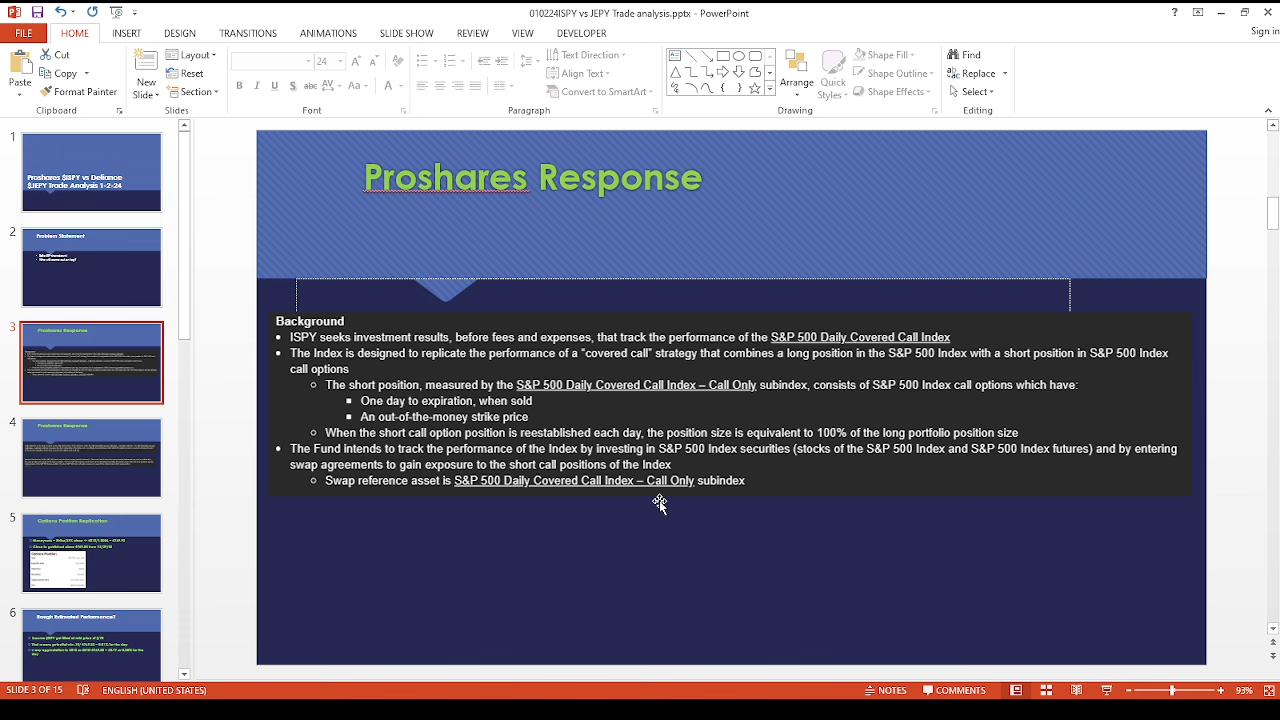 010224ISPY vs JEPY Trade analysis.pptx - PowerPoint
FILE HOME INSERT DESIGN TRANSITIONS ANIMATIONS SLIDE SHOW REVIEW VIEW DEVELOPER Sign in
Paste
Cut
Copy
Format Painter
Clipboard
New Slide
Layout
Reset
Section
Slides
24
B I U S abc AV Aa A
Font
Text Direction
Align Text
Convert to SmartArt
Paragraph
Arrange
Quick Styles
Shape Fill
Shape Outline
Shape Effects
Drawing
Find
Replace
Select
Editing
1
Proshares $ISPY vs Defiance
$JEPY Trade Analysis 1-2-24
2
Problem Statement
3
Proshares Response
4
Proshares Response
5
Options Position Replication
6
Rough Estimated Performance?
Proshares Response
Background
• ISPY seeks investment results, before fees and expenses, that track the performance of the S&P 500 Daily Covered Call Index
• The Index is designed to replicate the performance of a "covered call" strategy that combines a long position in the S&P 500 Index with a short position in S&P 500 Index
call options
o The short position, measured by the S&P 500 Daily Covered Call Index – Call Only subindex, consists of S&P 500 Index call options which have:
▪ One day to expiration, when sold
▪ An out-of-the-money strike price
o When the short call option position is reestablished each day, the position size is equivalent to 100% of the long portfolio position size
• The Fund intends to track the performance of the Index by investing in S&P 500 Index securities (stocks of the S&P 500 Index and S&P 500 Index futures) and by entering
swap agreements to gain exposure to the short call positions of the Index
o Swap reference asset is S&P 500 Daily Covered Call Index – Call Only subindex
SLIDE 3 OF 15 ENGLISH (UNITED STATES) NOTES COMMENTS 93%